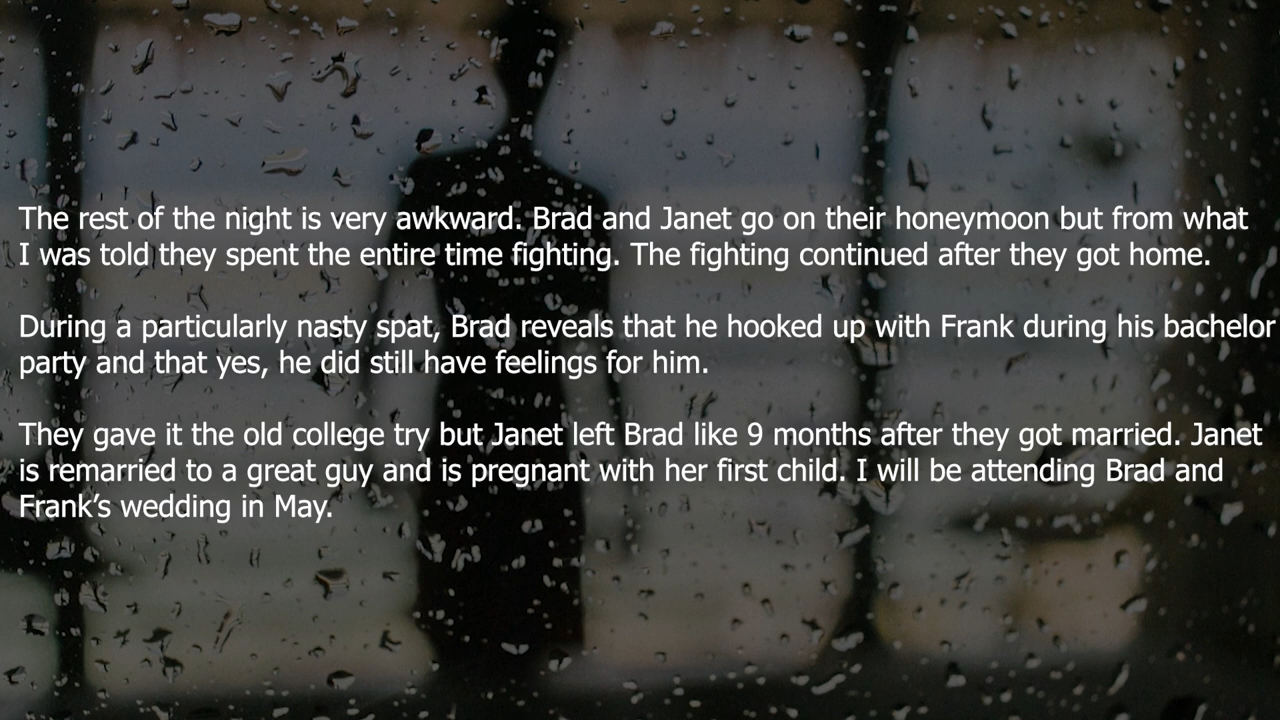 The rest of the night is very awkward. Brad and Janet go on their honeymoon but from what
I was told they spent the entire time fighting. The fighting continued after they got home.
During a particularly nasty spat, Brad reveals that he hooked up with Frank during his bachelor
party and that yes, he did still have feelings for him.
They gave it the old college try but Janet left Brad like 9 months after they got married. Janet
is remarried to a great guy and is pregnant with her first child. I will be attending Brad and
Frank’s wedding in May.